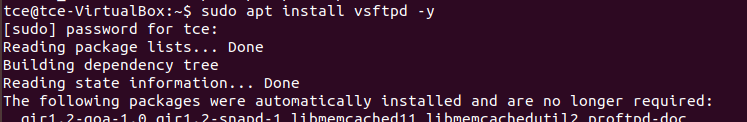 tce@tce-VirtualBox:~$ sudo apt install vsftpd -y
[sudo] password for tce:
Reading package lists... Done
Building dependency tree
Reading state information... Done
The following packages were automatically installed and are no longer required:
gir1.2-goa-1.0 gir1.2-snapd-1 libmemcached11 libmemcachedutil2 proftpd-doc